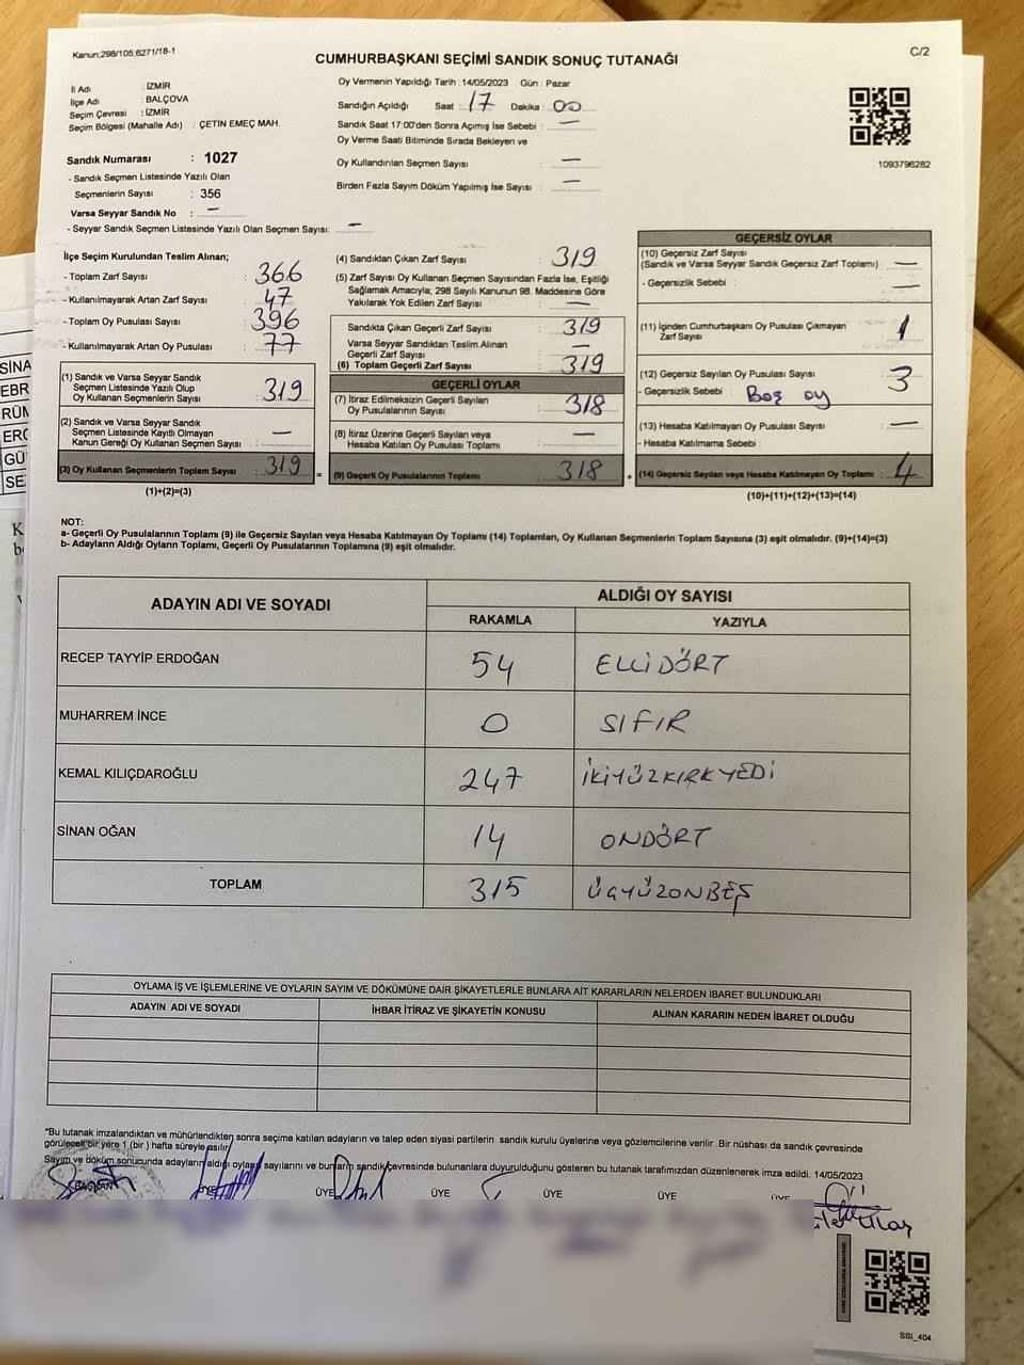 Kanun:298/105,6271/18-1
C/2
CUMHURBAŞKANI SEÇİMİ SANDIK SONUÇ TUTANAĞI
İl Adı : İZMİR
İlçe Adı : BALÇOVA
Seçim Çevresi : İZMİR
Seçim Bölgesi (Mahalle Adı) : ÇETİN EMEÇ MAH.
Sandık Numarası : 1027
- Sandık Seçmen Listesinde Yazılı Olan
Seçmenlerin Sayısı : 356
Varsa Seyyar Sandık No : —
- Seyyar Sandık Seçmen Listesinde Yazılı Olan Seçmen Sayısı: —
Oy Vermenin Yapıldığı Tarih : 14/05/2023 Gün : Pazar
Sandığın Açıldığı Saat : 17 Dakika : 00
Sandık Saat 17:00'den Sonra Açımış İse Sebebi : —
Oy Verme Saati Bitiminde Sırada Bekleyen ve
Oy Kullandırılan Seçmen Sayısı : —
Birden Fazla Sayım Döküm Yapılmış İse Sayısı : —
1093796282
İlçe Seçim Kurulundan Teslim Alınan;
- Toplam Zarf Sayısı : 366
- Kullanılmayarak Artan Zarf Sayısı : 47
- Toplam Oy Pusulası Sayısı : 396
- Kullanılmayarak Artan Oy Pusulası : 77
(1) Sandık ve Varsa Seyyar Sandık
Seçmen Listesinde Yazılı Olup
Oy Kullanan Seçmenlerin Sayısı : 319
(2) Sandık ve Varsa Seyyar Sandık
Seçmen Listesinde Kayıtlı Olmayan
Kanun Gereği Oy Kullanan Seçmen Sayısı : —
(3) Oy Kullanan Seçmenlerin Toplam Sayısı : 319 =
(1)+(2)=(3)
(4) Sandıktan Çıkan Zarf Sayısı : 319
(5) Zarf Sayısı Oy Kullanan Seçmen Sayısından Fazla İse, Eşitliği
Sağlamak Amacıyla; 298 Sayılı Kanunun 98. Maddesine Göre
Yakılarak Yok Edilen Zarf Sayısı : —
Sandıkta Çıkan Geçerli Zarf Sayısı : 319
Varsa Seyyar Sandıktan Teslim Alınan
Geçerli Zarf Sayısı : —
(6) Toplam Geçerli Zarf Sayısı : 319
GEÇERLİ OYLAR
(7) İtiraz Edilmeksizin Geçerli Sayılan
Oy Pusulalarının Sayısı : 318
(8) İtiraz Üzerine Geçerli Sayılan veya
Hesaba Katılan Oy Pusulası Toplamı : —
(9) Geçerli Oy Pusulalarının Toplamı : 318 +
GEÇERSİZ OYLAR
(10) Geçersiz Zarf Sayısı
(Sandık ve Varsa Seyyar Sandık Geçersiz Zarf Toplamı) : —
- Geçersizlik Sebebi : —
(11) İçinden Cumhurbaşkanı Oy Pusulası Çıkmayan
Zarf Sayısı : 1
(12) Geçersiz Sayılan Oy Pusulası Sayısı : 3
- Geçersizlik Sebebi : Boş oy
(13) Hesaba Katılmayan Oy Pusulası Sayısı : —
- Hesaba Katılmama Sebebi :
(14) Geçersiz Sayılan veya Hesaba Katılmayan Oy Toplamı : 4
(10)+(11)+(12)+(13)=(14)
NOT:
a- Geçerli Oy Pusulalarının Toplamı (9) ile Geçersiz Sayılan veya Hesaba Katılmayan Oy Toplamı (14) Toplamları, Oy Kullanan Seçmenlerin Toplam Sayısına (3) eşit olmalıdır. (9)+(14)=(3)
b- Adayların Aldığı Oyların Toplamı, Geçerli Oy Pusulalarının Toplamına (9) eşit olmalıdır.
ADAYIN ADI VE SOYADI
ALDIĞI OY SAYISI
RAKAMLA YAZIYLA
RECEP TAYYİP ERDOĞAN 54 ELLİDÖRT
MUHARREM İNCE 0 SIFIR
KEMAL KILIÇDAROĞLU 247 İKİYÜZKIRKYEDİ
SİNAN OĞAN 14 ONDÖRT
TOPLAM 315 ÜÇYÜZONBEŞ
OYLAMA İŞ VE İŞLEMLERİNE VE OYLARIN SAYIM VE DÖKÜMÜNE DAİR ŞİKAYETLERLE BUNLARA AİT KARARLARIN NELERDEN İBARET BULUNDUKLARI
ADAYIN ADI VE SOYADI İHBAR İTİRAZ VE ŞİKAYETİN KONUSU ALINAN KARARIN NEDEN İBARET OLDUĞU
"Bu tutanak imzalandıktan ve mühürlendikten sonra seçime katılan adayların ve talep eden siyasi partilerin sandık kurulu üyelerine veya gözlemcilerine verilir. Bir nüshası da sandık çevresinde
görülecek bir yere 1 (bir) hafta süreyle asılır
Sayım ve döküm sonucunda adayların aldığı oyların sayılarını ve bunların sandık çevresinde bulunanlara duyurulduğunu gösteren bu tutanak tarafımızdan düzenlenerek imza edildi. 14/05/2023
BAŞKAN ÜYE ÜYE ÜYE ÜYE ÜYE ÜYE
SSI_404
SİNA
EBR
RÜM
ERC
GÜ
SE